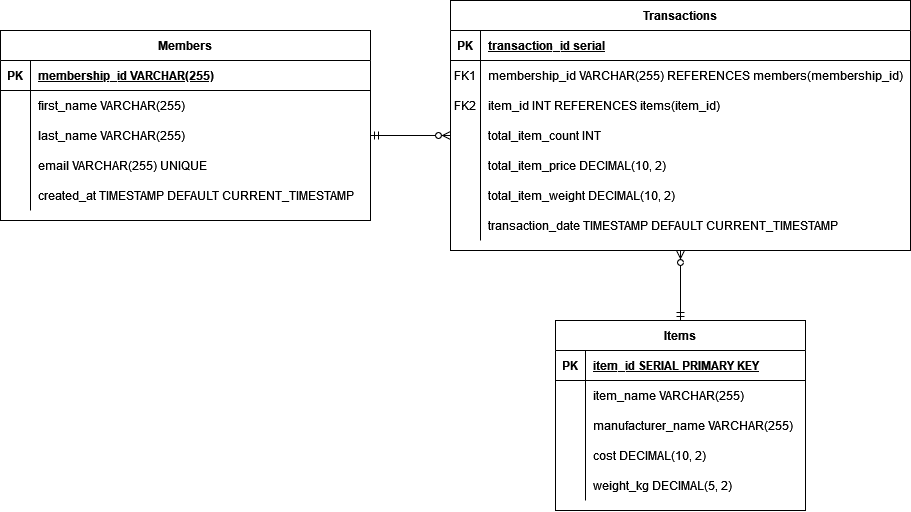 Members
PK membership_id VARCHAR(255)
first_name VARCHAR(255)
last_name VARCHAR(255)
email VARCHAR(255) UNIQUE
created_at TIMESTAMP DEFAULT CURRENT_TIMESTAMP
Transactions
PK transaction_id serial
FK1 membership_id VARCHAR(255) REFERENCES members(membership_id)
FK2 item_id INT REFERENCES items(item_id)
total_item_count INT
total_item_price DECIMAL(10, 2)
total_item_weight DECIMAL(10, 2)
transaction_date TIMESTAMP DEFAULT CURRENT_TIMESTAMP
Items
PK item_id SERIAL PRIMARY KEY
item_name VARCHAR(255)
manufacturer_name VARCHAR(255)
cost DECIMAL(10, 2)
weight_kg DECIMAL(5, 2)